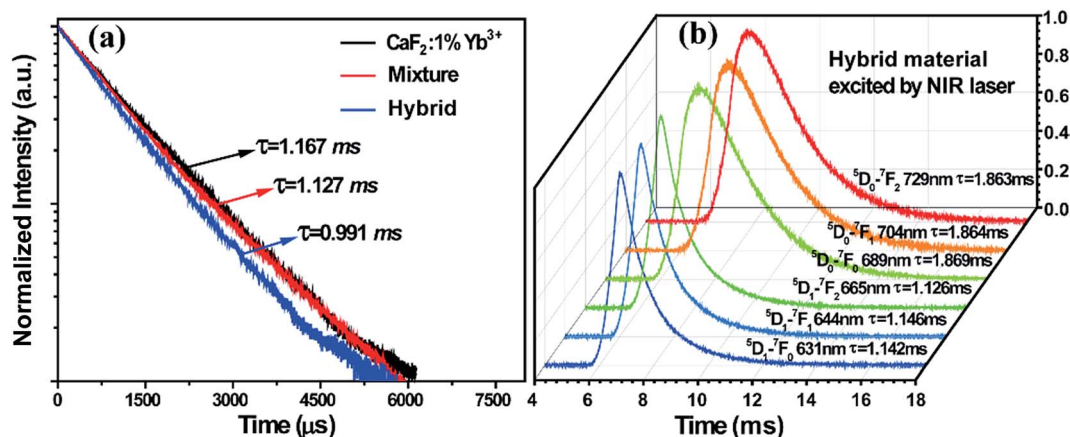 (a)
CaF₂:1% Yb³⁺
Mixture
Hybrid
τ=1.167 ms
τ=1.127 ms
τ=0.991 ms
Normalized Intensity (a.u.)
0 1500 3000 4500 6000 7500
Time (μs)
(b)
Hybrid material
excited by NIR laser
1.0
0.8
0.6
0.4
0.2
0.0
⁵D₀-⁷F₂ 729nm τ=1.863ms
⁵D₀-⁷F₁ 704nm τ=1.864ms
⁵D₀-⁷F₀ 689nm τ=1.869ms
⁵D₁-⁷F₂ 665nm τ=1.126ms
⁵D₁-⁷F₁ 644nm τ=1.146ms
⁵D₁-⁷F₀ 631nm τ=1.142ms
4 6 8 10 12 14 16 18
Time (ms)